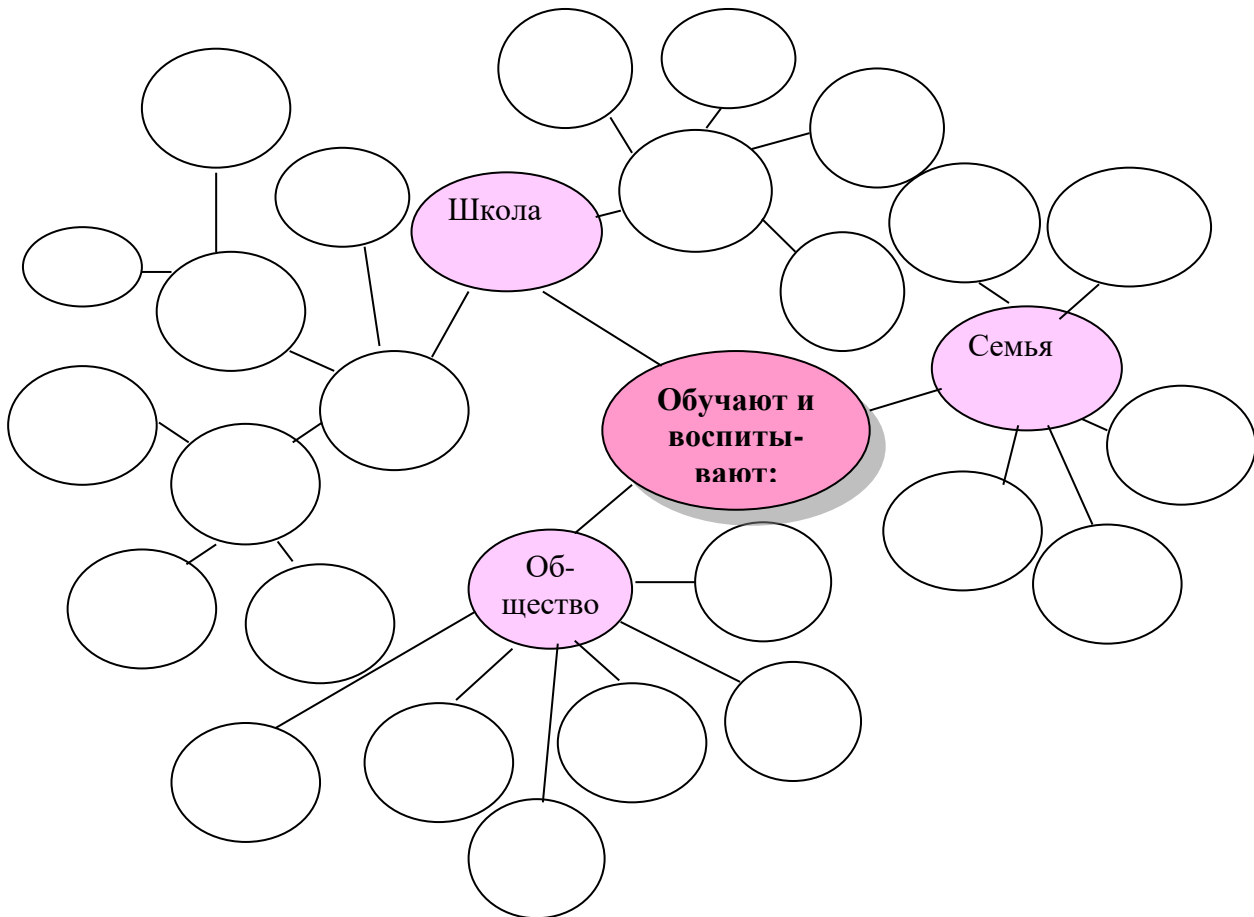 Школа
Семья
Обучают и
воспиты-
вают:
Об-
щество